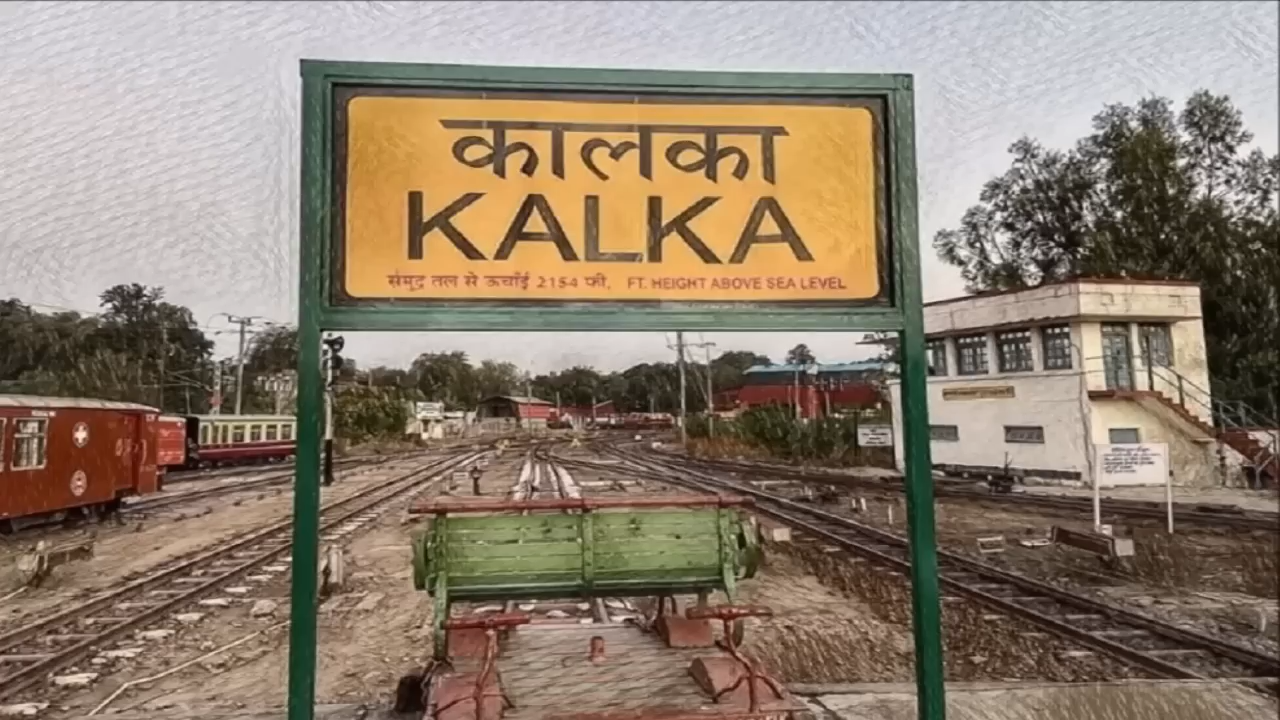 कालका
KALKA
समुद्र तल से ऊचाँई 2154 फी. FT. HEIGHT ABOVE SEA LEVEL